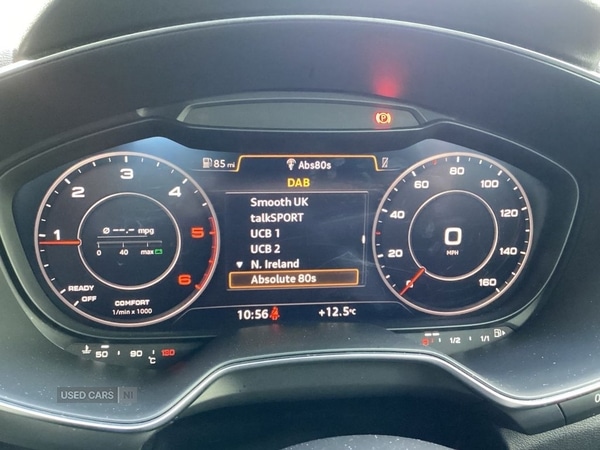 (P)
85 mi
Abs80s
DAB
Smooth UK
talkSPORT
UCB 1
UCB 2
▼ N. Ireland
Absolute 80s
10:56
+12.5°C
1 2 3 4 5 6
Ø --.- mpg
0 40 max
READY
OFF
COMFORT
1/min x 1000
0 20 40 60 80 100 120 140 160
0
MPH
50 90 130
°C
R 1/2 1/1
USED CARS NI